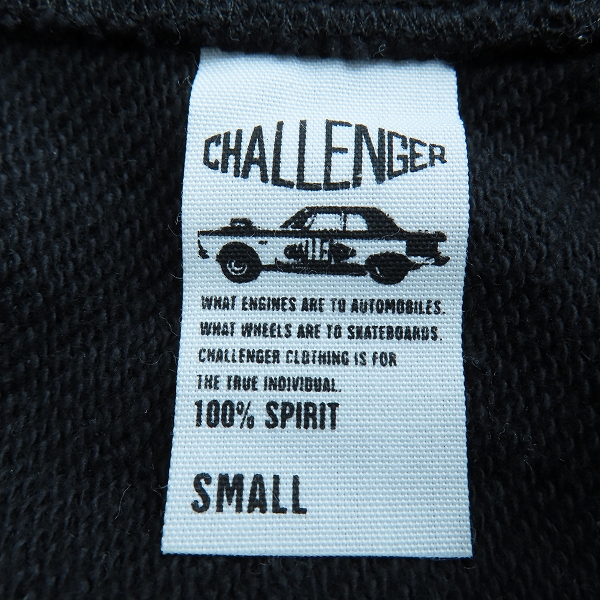 CHALLENGER
WHAT ENGINES ARE TO AUTOMOBILES.
WHAT WHEELS ARE TO SKATEBOARDS.
CHALLENGER CLOTHING IS FOR
THE TRUE INDIVIDUAL.
100% SPIRIT
SMALL